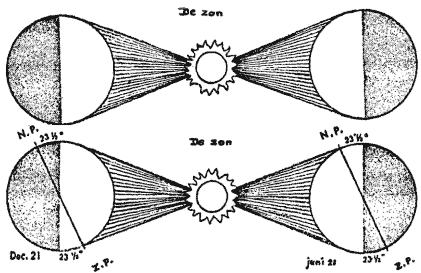 De zon
N.P. 23½° De zon N.P. 23½°
Dec. 21 23½° Z.P. juni 21 23½° Z.P.